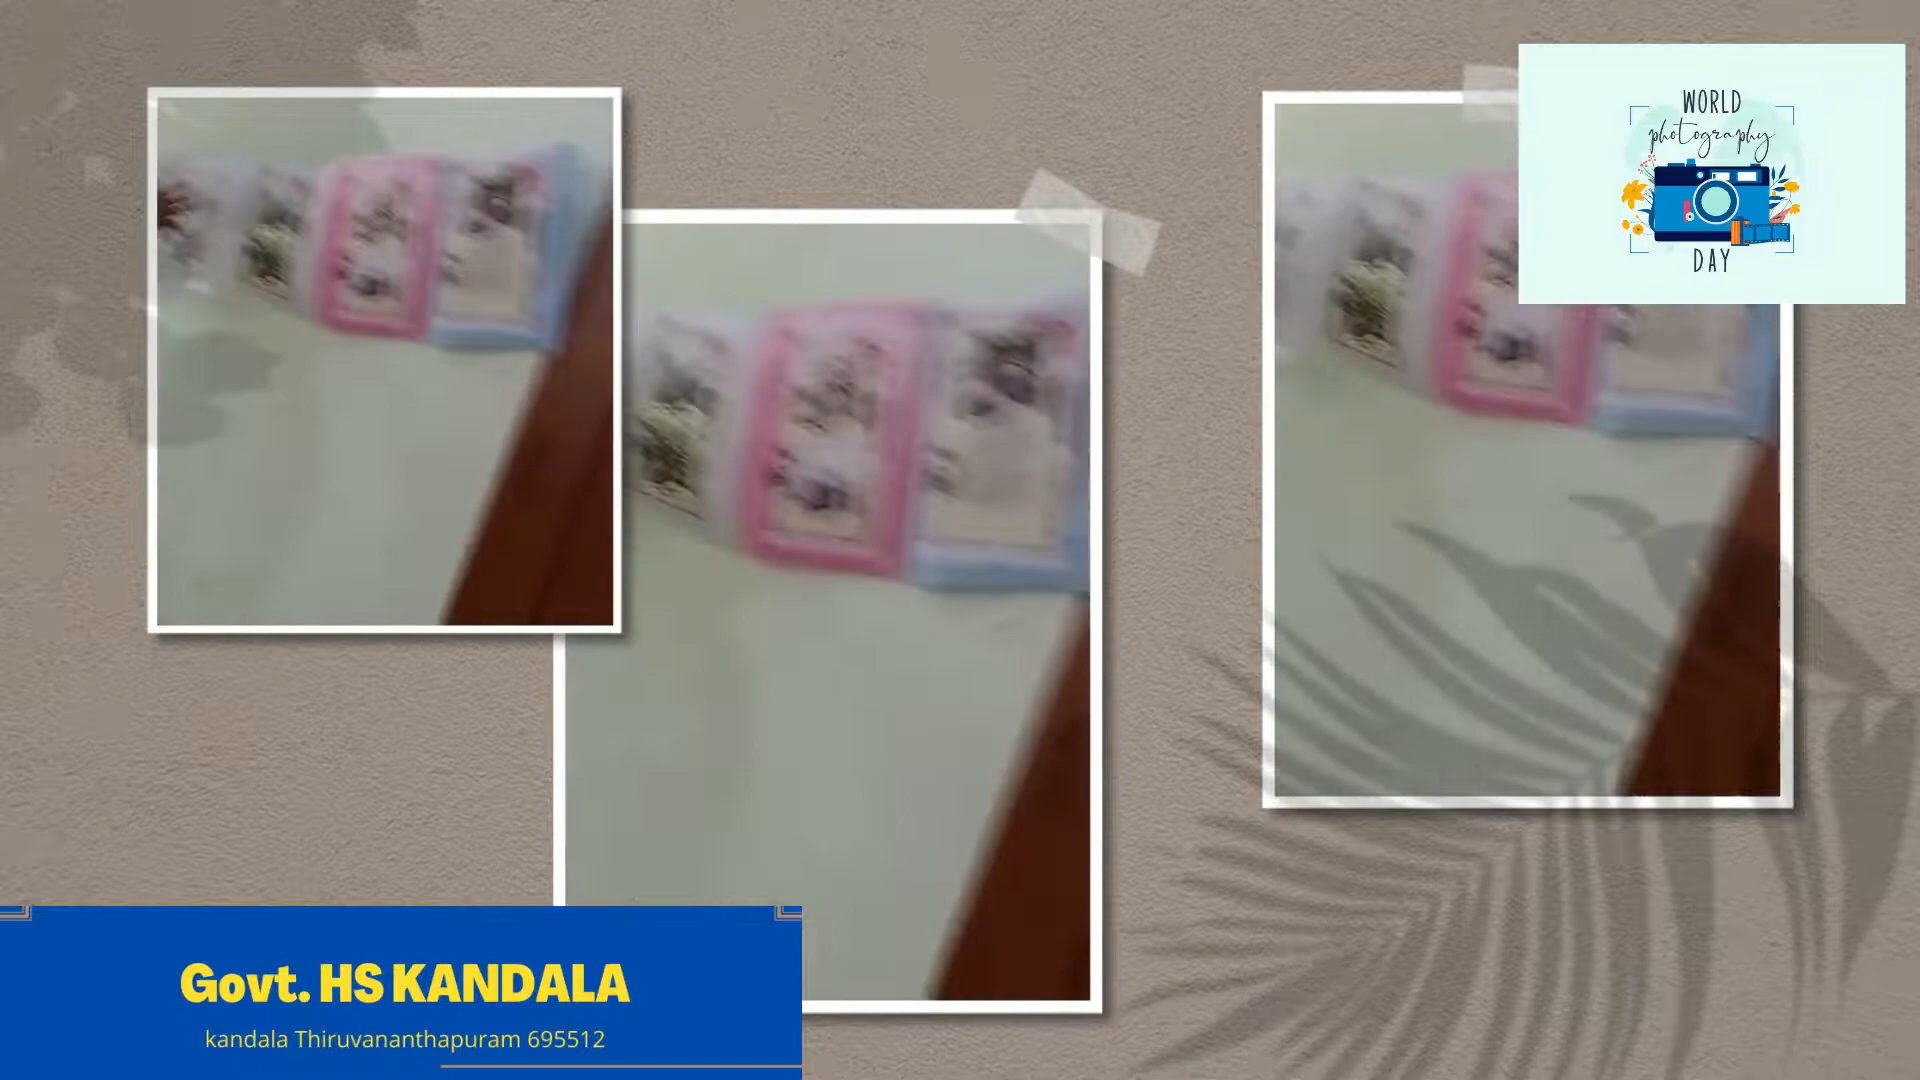 WORLD
photography
DAY
Govt. HS KANDALA
kandala Thiruvananthapuram 695512